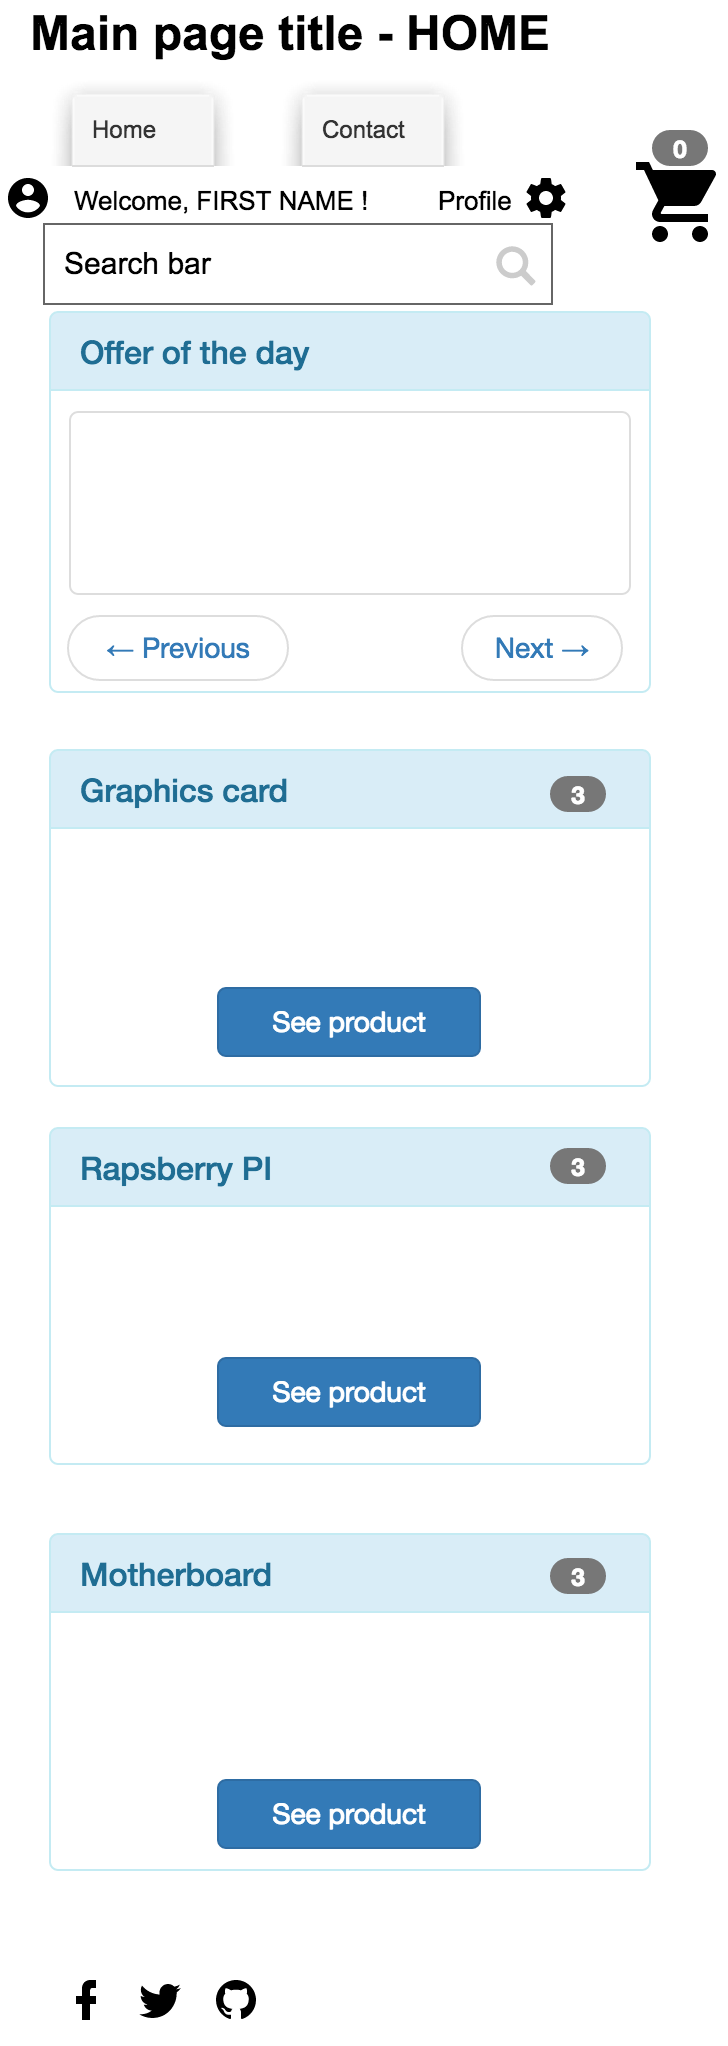 Main page title - HOME
Home
Contact
0
Welcome, FIRST NAME !
Profile
Search bar
Offer of the day
← Previous
Next →
Graphics card
3
See product
Rapsberry PI
3
See product
Motherboard
3
See product